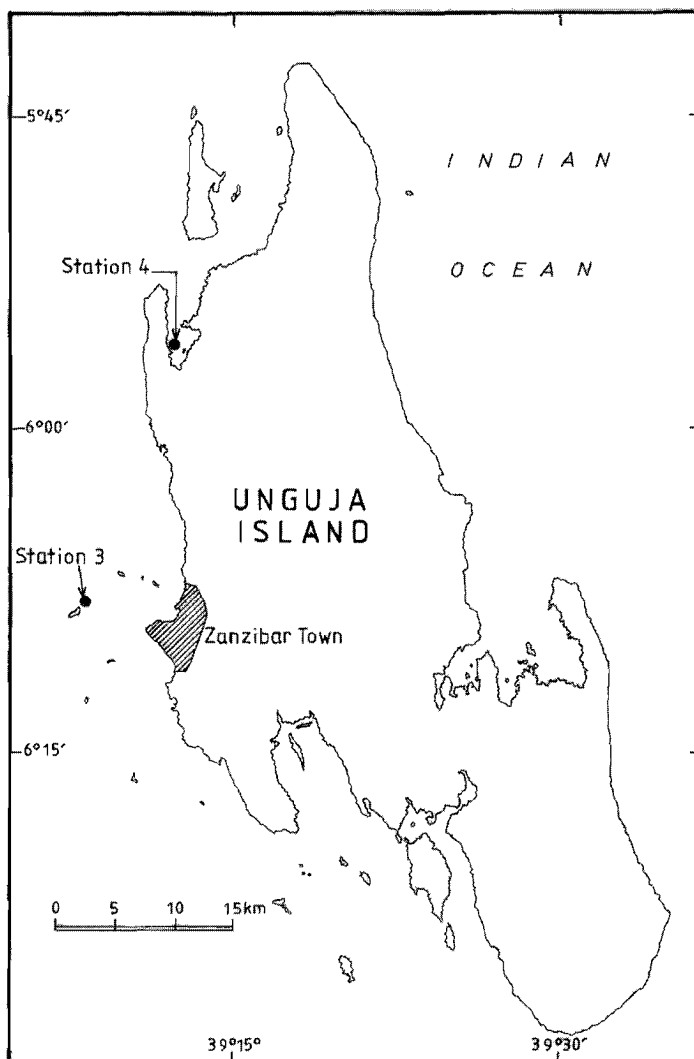 5°45′
INDIAN
OCEAN
Station 4
6°00′
UNGUJA
ISLAND
Station 3
Zanzibar Town
6°15′
0 5 10 15km
39°15′ 39°30′